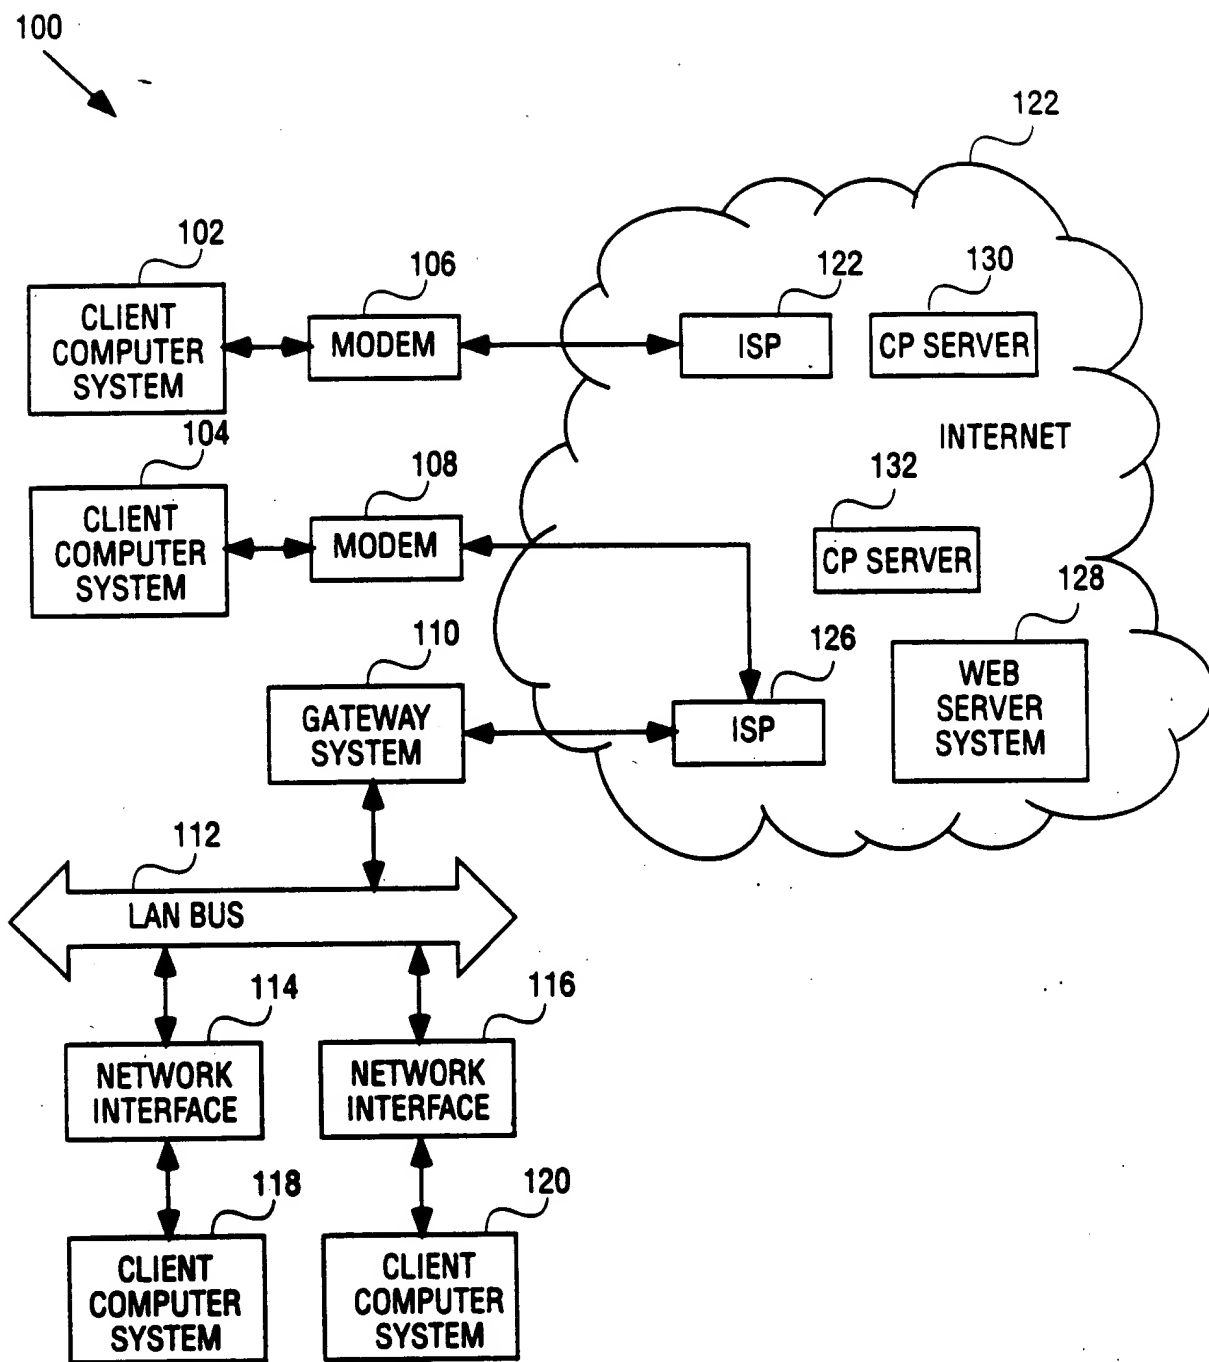 100
122
102
106
122
130
CLIENT
COMPUTER
SYSTEM
MODEM
ISP
CP SERVER
INTERNET
104
108
132
CLIENT
COMPUTER
SYSTEM
MODEM
CP SERVER
110
126
128
GATEWAY
SYSTEM
ISP
WEB
SERVER
SYSTEM
112
LAN BUS
114
116
NETWORK
INTERFACE
NETWORK
INTERFACE
118
120
CLIENT
COMPUTER
SYSTEM
CLIENT
COMPUTER
SYSTEM